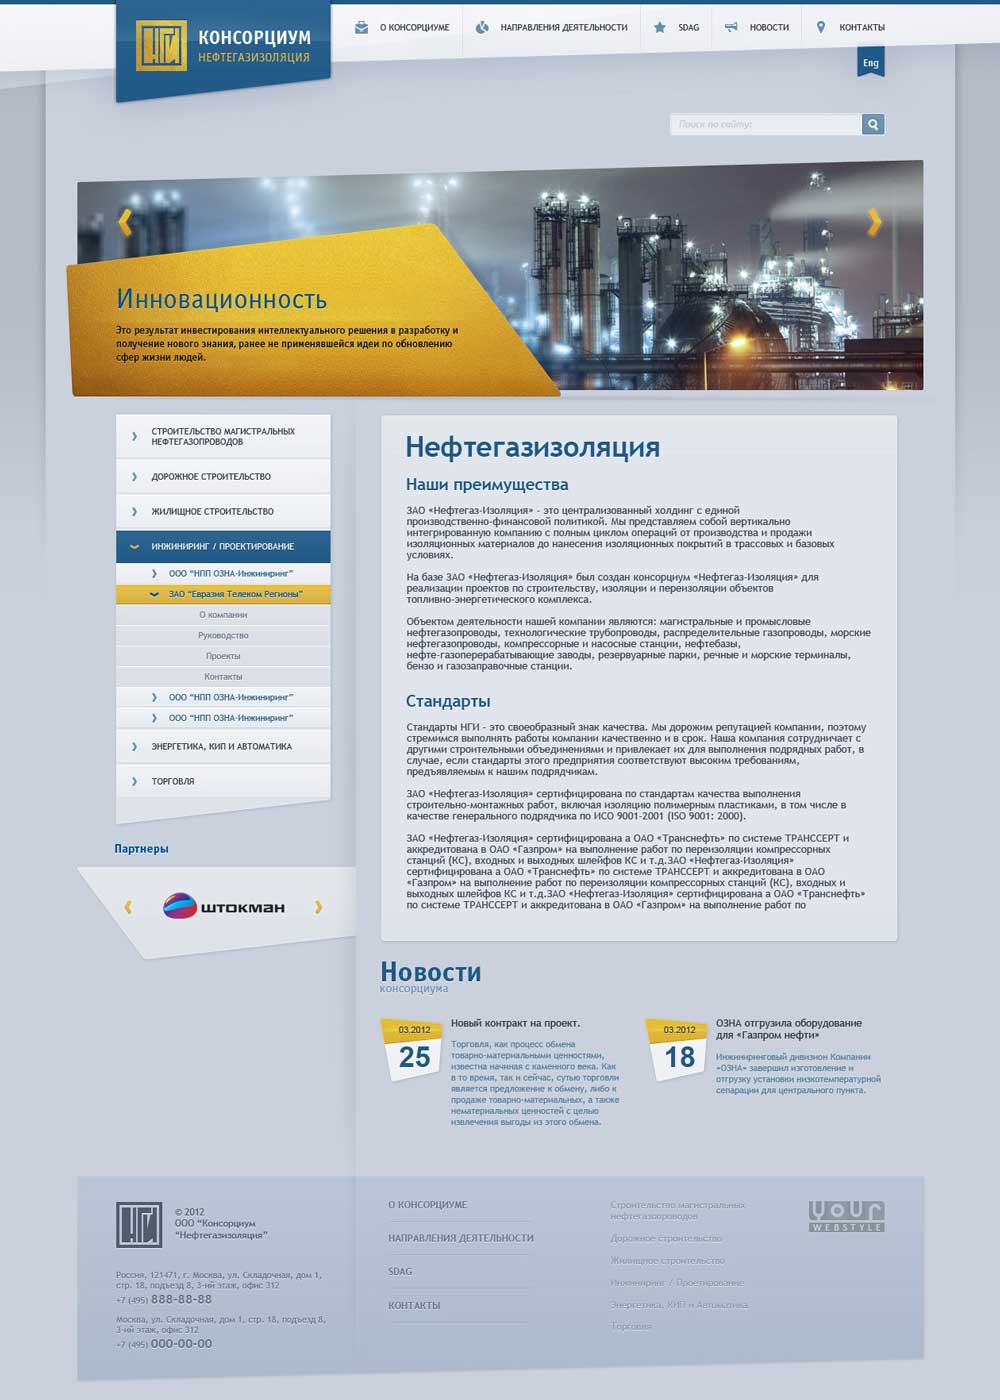 КОНСОРЦИУМ
НЕФТЕГАЗИЗОЛЯЦИЯ
О КОНСОРЦИУМЕ
НАПРАВЛЕНИЯ ДЕЯТЕЛЬНОСТИ
SDAG
НОВОСТИ
КОНТАКТЫ
Eng
Поиск по сайту:
Инновационность
Это результат инвестирования интеллектуального решения в разработку и
получение нового знания, ранее не применявшейся идеи по обновлению
сфер жизни людей.
СТРОИТЕЛЬСТВО МАГИСТРАЛЬНЫХ
НЕФТЕГАЗОПРОВОДОВ
ДОРОЖНОЕ СТРОИТЕЛЬСТВО
ЖИЛИЩНОЕ СТРОИТЕЛЬСТВО
ИНЖИНИРИНГ / ПРОЕКТИРОВАНИЕ
ООО “НПП ОЗНА-Инжиниринг”
ЗАО “Евразия Телеком Регионы”
О компании
Руководство
Проекты
Контакты
ООО “НПП ОЗНА-Инжиниринг”
ООО “НПП ОЗНА-Инжиниринг”
ЭНЕРГЕТИКА, КИП И АВТОМАТИКА
ТОРГОВЛЯ
Партнеры
ШТОКМАН
Нефтегазизоляция
Наши преимущества
ЗАО «Нефтегаз-Изоляция» - это централизованный холдинг с единой
производственно-финансовой политикой. Мы представляем собой вертикально
интегрированную компанию с полным циклом операций от производства и продажи
изоляционных материалов до нанесения изоляционных покрытий в трассовых и базовых
условиях.
На базе ЗАО «Нефтегаз-Изоляция» был создан консорциум «Нефтегаз-Изоляция» для
реализации проектов по строительству, изоляции и переизоляции объектов
топливно-энергетического комплекса.
Объектом деятельности нашей компании являются: магистральные и промысловые
нефтегазопроводы, технологические трубопроводы, распределительные газопроводы, морские
нефтегазопроводы, компрессорные и насосные станции, нефтебазы,
нефте-газоперерабатывающие заводы, резервуарные парки, речные и морские терминалы,
бензо и газозаправочные станции.
Стандарты
Стандарты НГИ - это своеобразный знак качества. Мы дорожим репутацией компании, поэтому
стремимся выполнять работы компании качественно и в срок. Наша компания сотрудничает с
другими строительными объединениями и привлекает их для выполнения подрядных работ, в
случае, если стандарты этого предприятия соответствуют высоким требованиям,
предъявляемым к нашим подрядчикам.
ЗАО «Нефтегаз-Изоляция» сертифицирована по стандартам качества выполнения
строительно-монтажных работ, включая изоляцию полимерным пластиками, в том числе в
качестве генерального подрядчика по ИСО 9001-2001 (ISO 9001: 2000).
ЗАО «Нефтегаз-Изоляция» сертифицирована а ОАО «Транснефть» по системе ТРАНССЕРТ и
аккредитована в ОАО «Газпром» на выполнение работ по переизоляции компрессорных
станций (КС), входных и выходных шлейфов КС и т.д.ЗАО «Нефтегаз-Изоляция»
сертифицирована а ОАО «Транснефть» по системе ТРАНССЕРТ и аккредитована в ОАО
«Газпром» на выполнение работ по переизоляции компрессорных станций (КС), входных и
выходных шлейфов КС и т.д.ЗАО «Нефтегаз-Изоляция» сертифицирована а ОАО «Транснефть»
по системе ТРАНССЕРТ и аккредитована в ОАО «Газпром» на выполнение работ по
Новости
консорциума
03.2012
25
Новый контракт на проект.
Торговля, как процесс обмена
товарно-материальными ценностями,
известна начиная с каменного века. Как
в то время, так и сейчас, сутью торговли
является предложение к обмену, либо к
продаже товарно-материальных, а также
нематериальных ценностей с целью
извлечения выгоды из этого обмена.
03.2012
18
ОЗНА отгрузила оборудование
для «Газпром нефти»
Инжиниринговый дивизион Компании
«ОЗНА» завершил изготовление и
отгрузку установки низкотемпературной
сепарации для центрального пункта.
© 2012
ООО “Консорциум
“Нефтегазизоляция”
Россия, 121471, г. Москва, ул. Складочная, дом 1,
стр. 18, подъезд 8, 3-ий этаж, офис 312
+7 (495) 888-88-88
Москва, ул. Складочная, дом 1, стр. 18, подъезд 8,
3-ий этаж, офис 312
+7 (495) 000-00-00
О КОНСОРЦИУМЕ
НАПРАВЛЕНИЯ ДЕЯТЕЛЬНОСТИ
SDAG
КОНТАКТЫ
Строительство магистральных
нефтегазопроводов
Дорожное строительство
Жилищное строительство
Инжиниринг / Проетирование
Энергетика, КИП и Автоматика
Торговля
your
WEBSTYLE